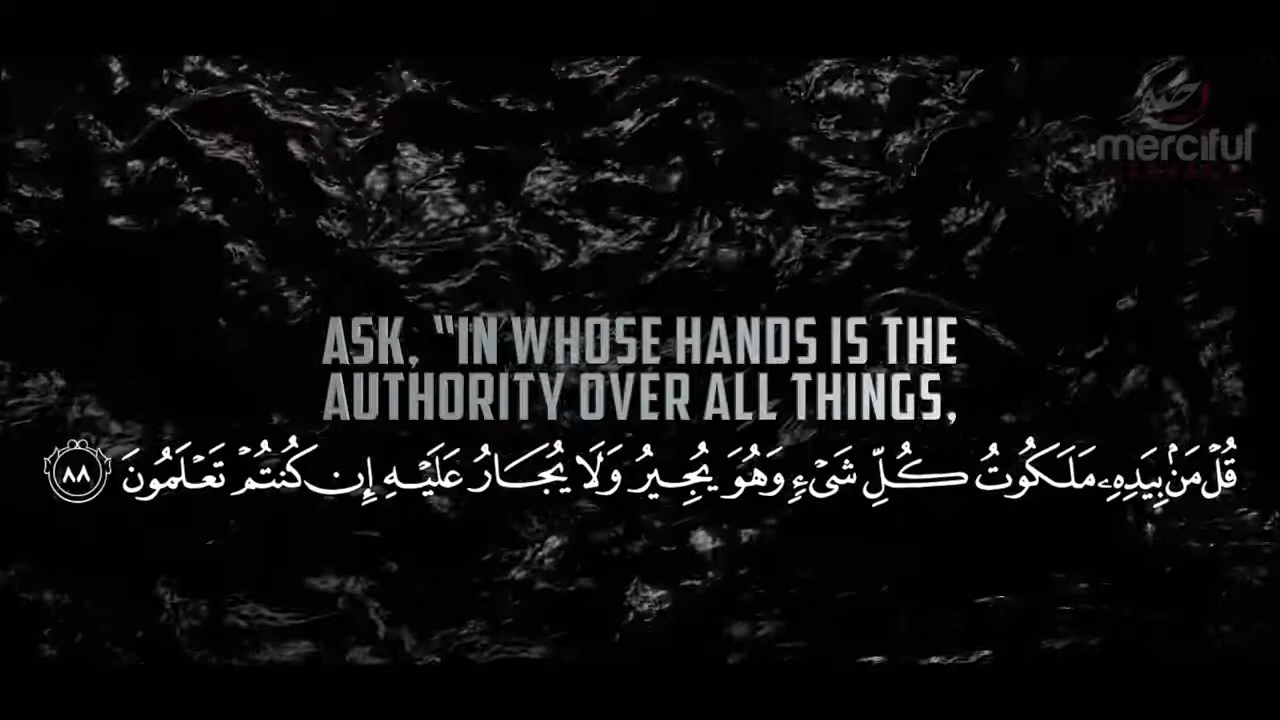 merciful
ASK, “IN WHOSE HANDS IS THE
AUTHORITY OVER ALL THINGS,
قُلْ مَنۢ بِيَدِهِۦ مَلَكُوتُ كُلِّ شَىْءٍ وَهُوَ يُجِيرُ وَلَا يُجَارُ عَلَيْهِ إِن كُنتُمْ تَعْلَمُونَ ٨٨